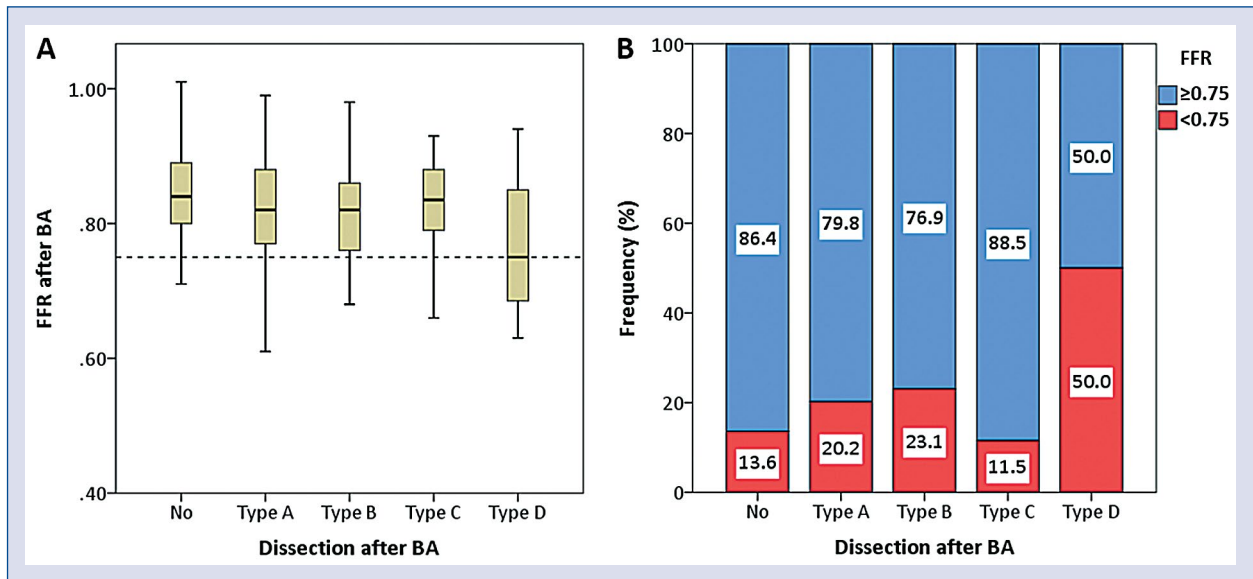 A
FFR after BA
1.00
.80
.60
.40
No Type A Type B Type C Type D
Dissection after BA
B
Frequency (%)
100
80
60
40
20
0
86.4 79.8 76.9 88.5 50.0
13.6 20.2 23.1 11.5 50.0
No Type A Type B Type C Type D
Dissection after BA
FFR
≥0.75
<0.75